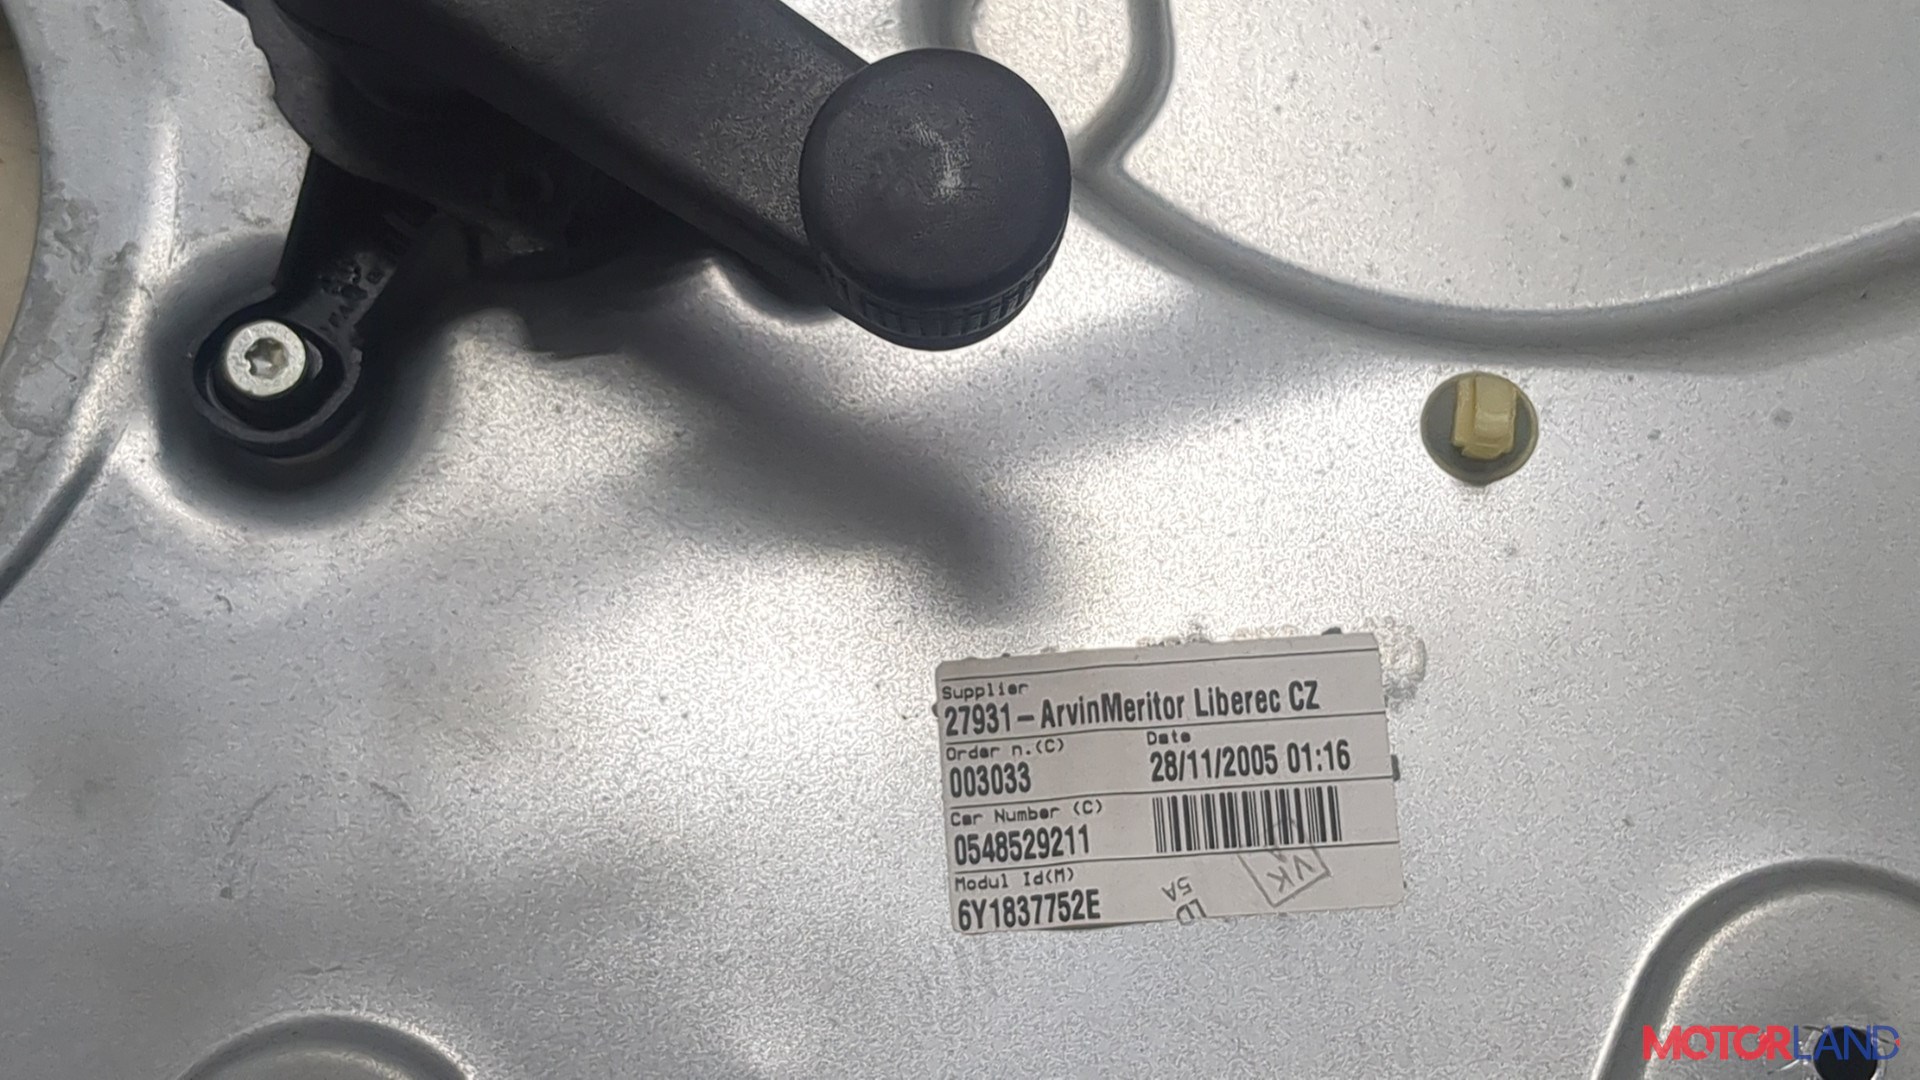 Supplier
27931-ArvinMeritor Liberec CZ
Order n.(C)
Date
003033
28/11/2005 01:16
Car Number (C)
0548529211
Modul Id(M)
6Y1837752E
VK
5A
MOTORLAND